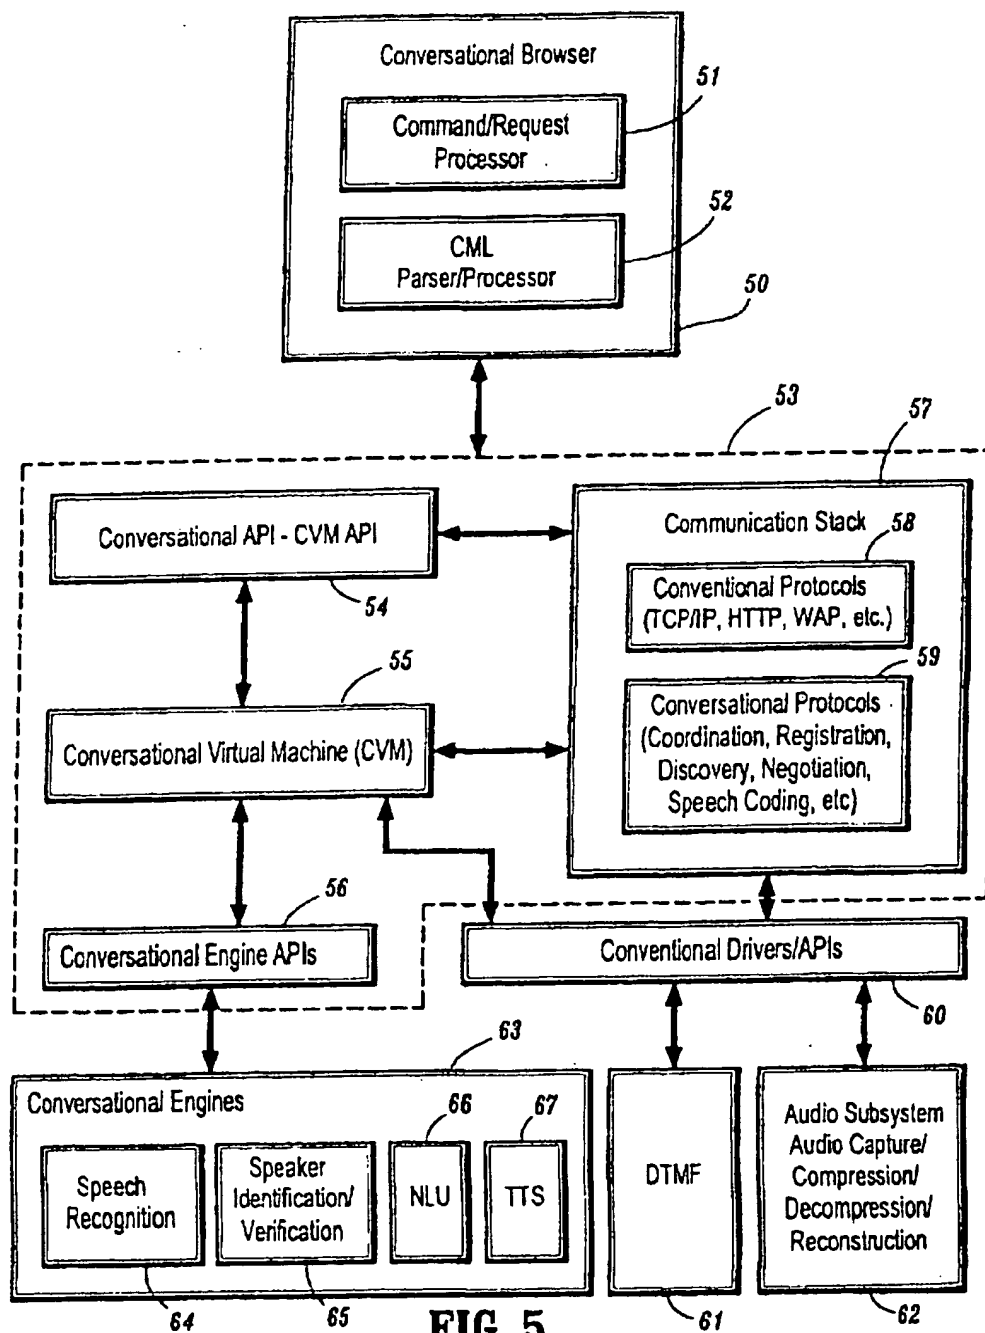 Conversational Browser
51
Command/Request
Processor
52
CML
Parser/Processor
50
53
57
Conversational API - CVM API
54
Communication Stack
58
Conventional Protocols
(TCP/IP, HTTP, WAP, etc.)
59
Conversational Protocols
(Coordination, Registration,
Discovery, Negotiation,
Speech Coding, etc)
55
Conversational Virtual Machine (CVM)
56
Conversational Engine APIs
Conventional Drivers/APIs
60
63
Conversational Engines
66
67
Speech
Recognition
Speaker
Identification/
Verification
NLU
TTS
DTMF
Audio Subsystem
Audio Capture/
Compression/
Decompression/
Reconstruction
64
65
61
62
FIG 5